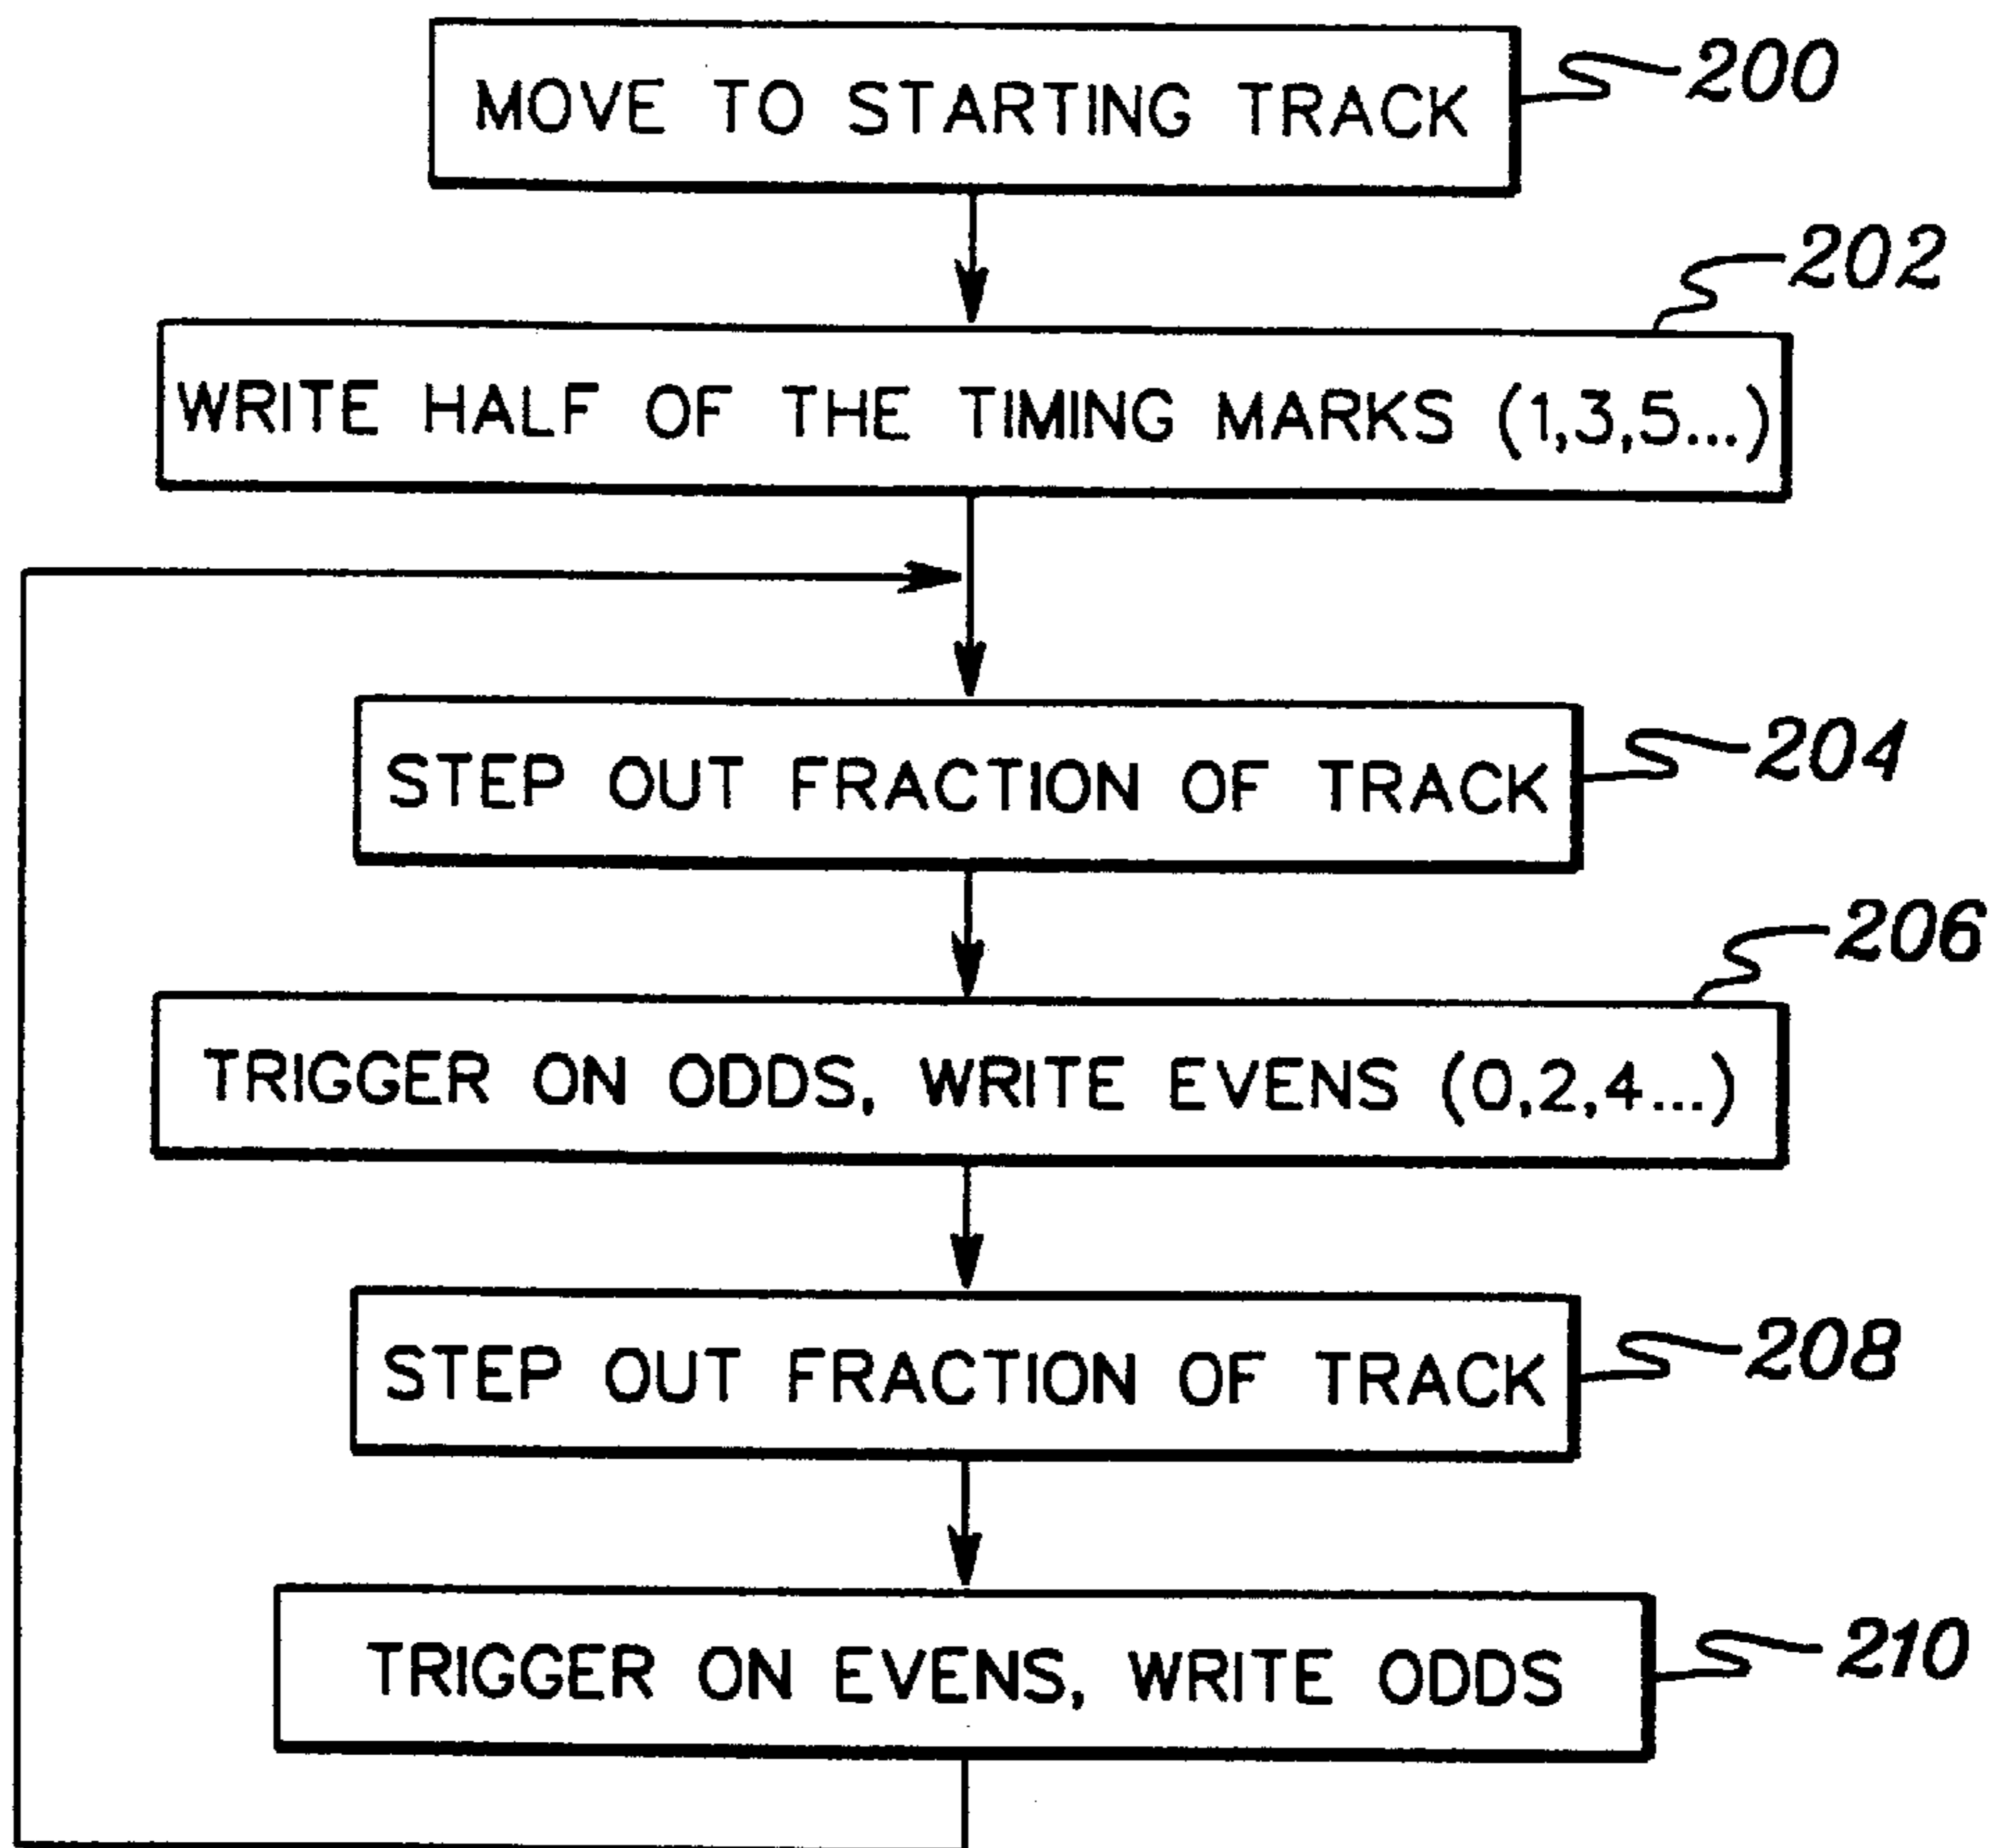 MOVE TO STARTING TRACK
200
202
WRITE HALF OF THE TIMING MARKS (1,3,5...)
STEP OUT FRACTION OF TRACK
204
206
TRIGGER ON ODDS, WRITE EVENS (0,2,4...)
STEP OUT FRACTION OF TRACK
208
TRIGGER ON EVENS, WRITE ODDS
210